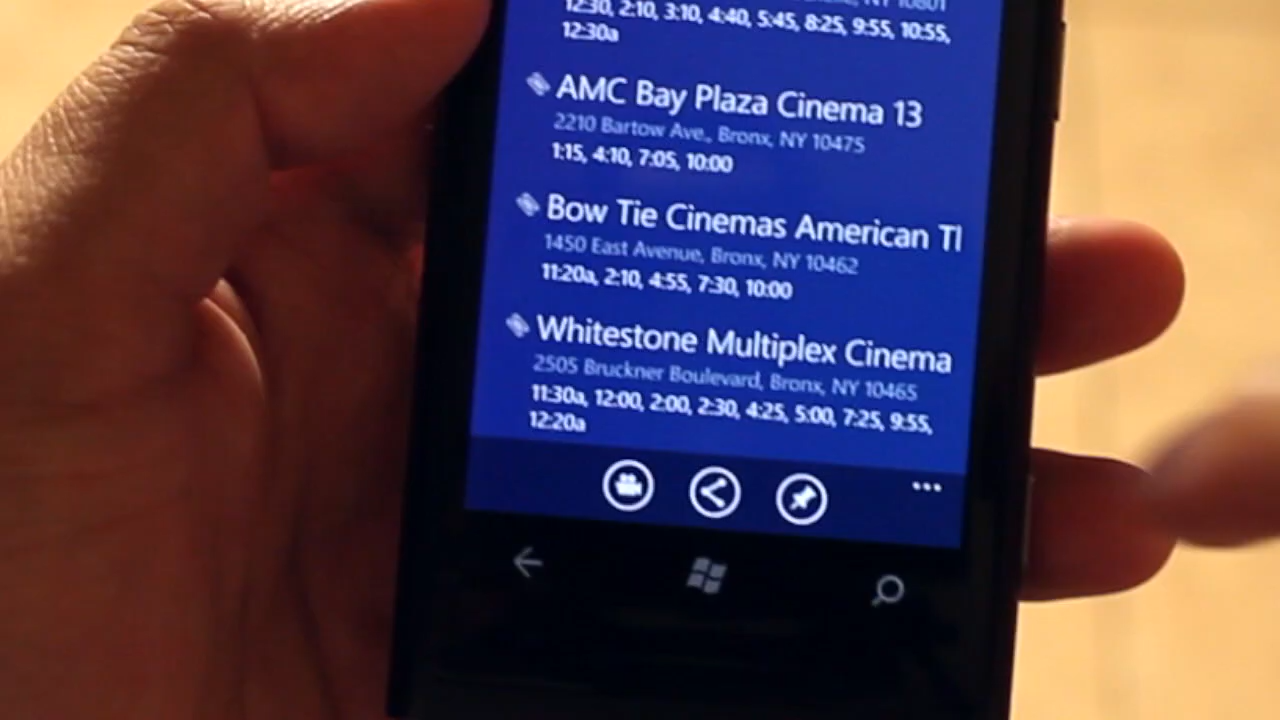 NY 10801
12:30, 2:10, 3:10, 4:40, 5:45, 8:25, 9:55, 10:55,
12:30a
AMC Bay Plaza Cinema 13
2210 Bartow Ave., Bronx, NY 10475
1:15, 4:10, 7:05, 10:00
Bow Tie Cinemas American Tl
1450 East Avenue, Bronx, NY 10462
11:20a, 2:10, 4:55, 7:30, 10:00
Whitestone Multiplex Cinema
2505 Bruckner Boulevard, Bronx, NY 10465
11:30a, 12:00, 2:00, 2:30, 4:25, 5:00, 7:25, 9:55,
12:20a